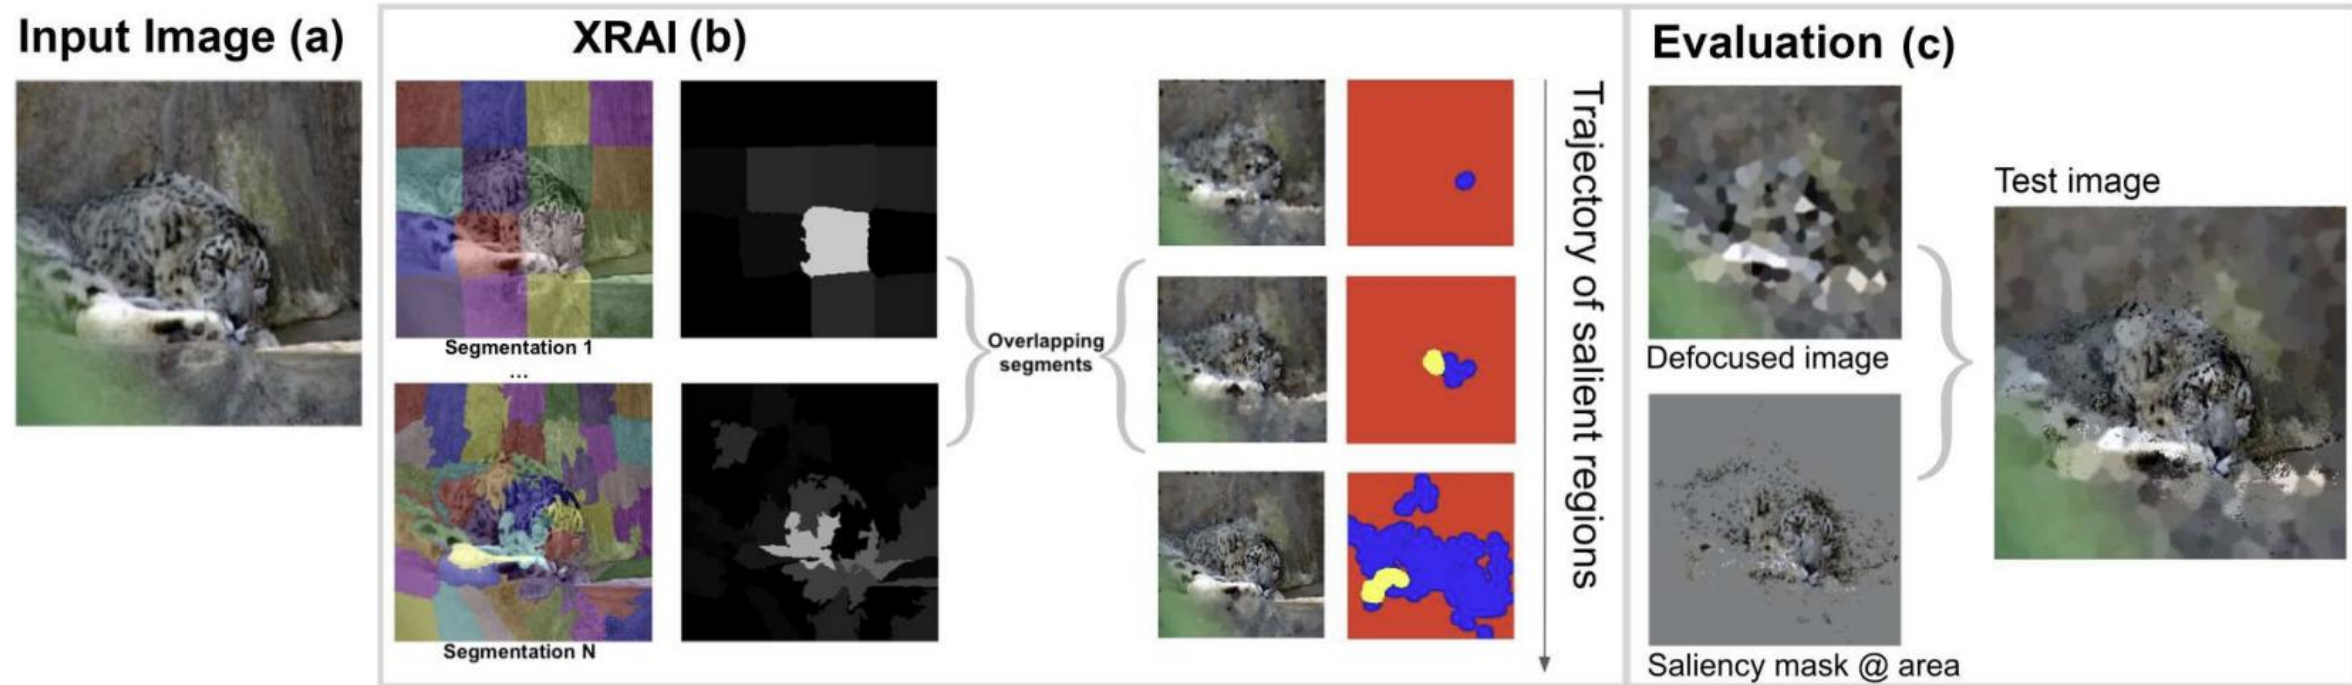 Input Image (a)
XRAI (b)
Segmentation 1
...
Segmentation N
Overlapping
segments
Trajectory of salient regions
Evaluation (c)
Defocused image
Saliency mask @ area
Test image